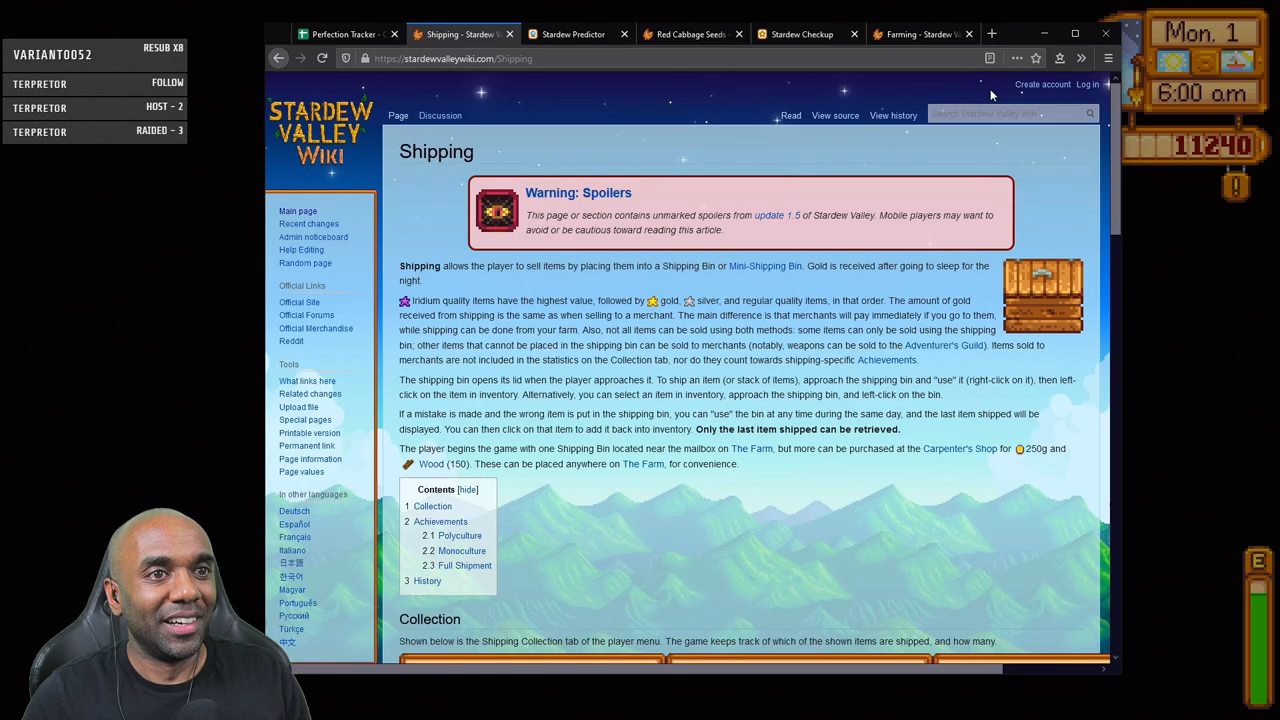 VARIANT0052 RESUB X8
TERPRETOR FOLLOW
TERPRETOR HOST - 2
TERPRETOR RAIDED - 3
Perfection Tracker -
Shipping - Stardew V
Stardew Predictor
Red Cabbage Seeds
Stardew Checkup
Farming - Stardew V
https://stardewvalleywiki.com/Shipping
Mon. 1
6:00 am
11240
Create account Log in
STARDEW
VALLEY
WIKI
Page Discussion Read View source View history Search Stardew Valley Wiki
Shipping
Warning: Spoilers
This page or section contains unmarked spoilers from update 1.5 of Stardew Valley. Mobile players may want to
avoid or be cautious toward reading this article.
Main page
Recent changes
Admin noticeboard
Help Editing
Random page
Official Links
Official Site
Official Forums
Official Merchandise
Reddit
Tools
What links here
Related changes
Upload file
Special pages
Printable version
Permanent link
Page information
Page values
In other languages
Deutsch
Español
Français
Italiano
日本語
한국어
Magyar
Português
Русский
Türkçe
中文
Shipping allows the player to sell items by placing them into a Shipping Bin or Mini-Shipping Bin. Gold is received after going to sleep for the
night.
Iridium quality items have the highest value, followed by gold, silver, and regular quality items, in that order. The amount of gold
received from shipping is the same as when selling to a merchant. The main difference is that merchants will pay immediately if you go to them,
while shipping can be done from your farm. Also, not all items can be sold using both methods: some items can only be sold using the shipping
bin; other items that cannot be placed in the shipping bin can be sold to merchants (notably, weapons can be sold to the Adventurer's Guild). Items sold to
merchants are not included in the statistics on the Collection tab, nor do they count towards shipping-specific Achievements.
The shipping bin opens its lid when the player approaches it. To ship an item (or stack of items), approach the shipping bin and "use" it (right-click on it), then left-
click on the item in inventory. Alternatively, you can select an item in inventory, approach the shipping bin, and left-click on the bin.
If a mistake is made and the wrong item is put in the shipping bin, you can "use" the bin at any time during the same day, and the last item shipped will be
displayed. You can then click on that item to add it back into inventory. Only the last item shipped can be retrieved.
The player begins the game with one Shipping Bin located near the mailbox on The Farm, but more can be purchased at the Carpenter's Shop for 250g and
Wood (150). These can be placed anywhere on The Farm, for convenience.
Contents [hide]
1 Collection
2 Achievements
2.1 Polyculture
2.2 Monoculture
2.3 Full Shipment
3 History
Collection
Shown below is the Shipping Collection tab of the player menu. The game keeps track of which of the shown items are shipped, and how many.
E